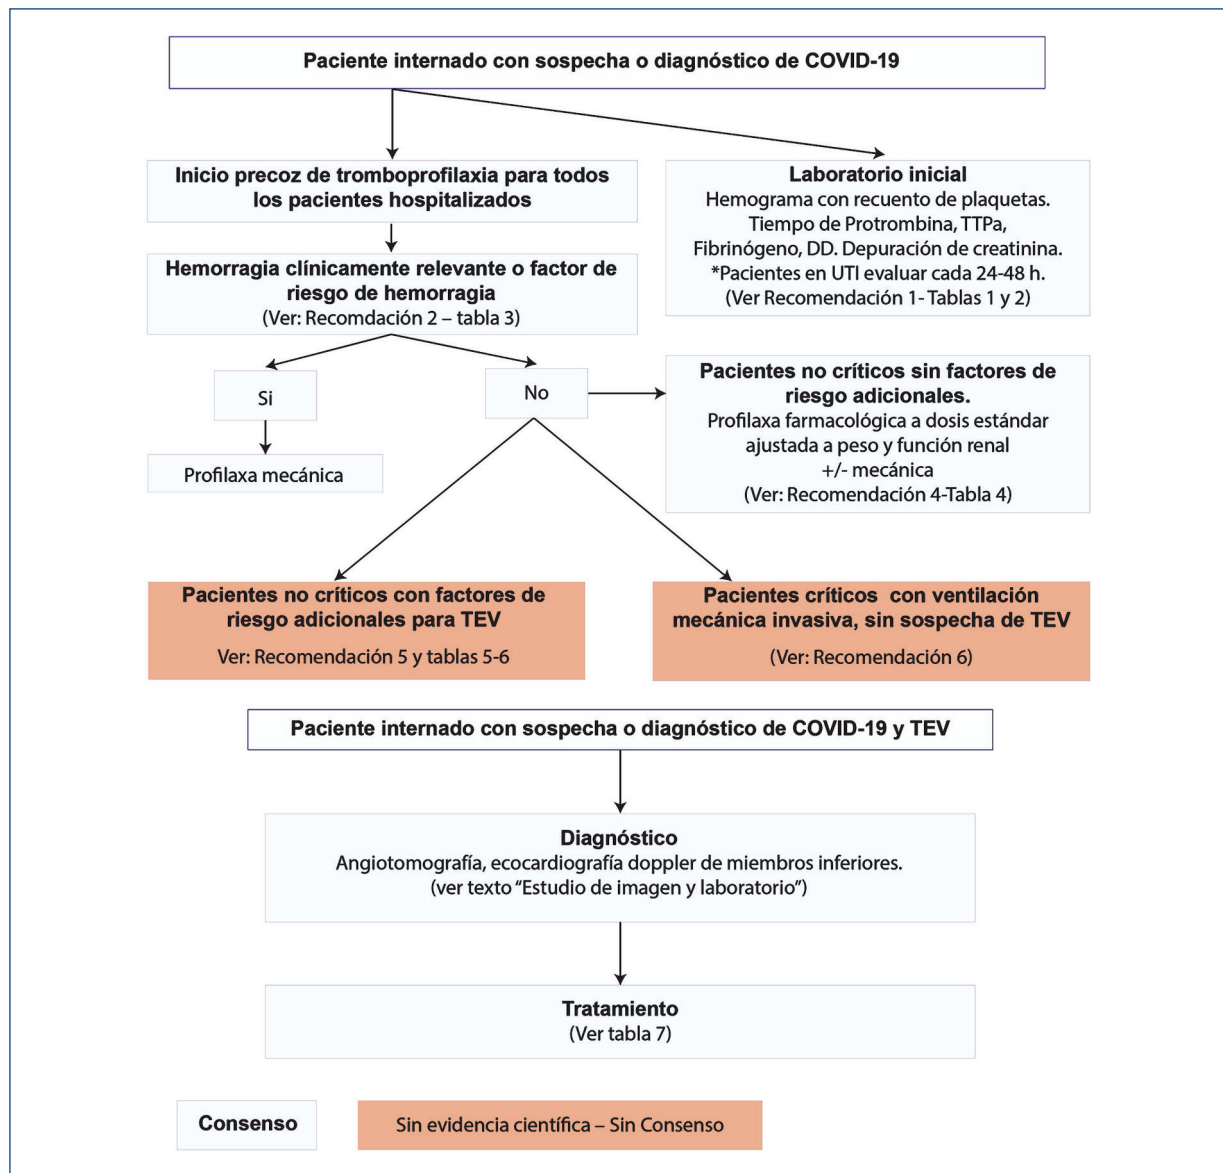 Paciente internado con sospecha o diagnóstico de COVID-19
Inicio precoz de tromboprofilaxia para todos
los pacientes hospitalizados
Laboratorio inicial
Hemograma con recuento de plaquetas.
Tiempo de Protrombina, TTPa,
Fibrinógeno, DD. Depuración de creatinina.
*Pacientes en UTI evaluar cada 24-48 h.
(Ver Recomendación 1- Tablas 1 y 2)
Hemorragia clínicamente relevante o factor de
riesgo de hemorragia
(Ver: Recomdación 2 – tabla 3)
Si
No
Pacientes no críticos sin factores de
riesgo adicionales.
Profilaxa farmacológica a dosis estándar
ajustada a peso y función renal
+/- mecánica
(Ver: Recomendación 4-Tabla 4)
Profilaxa mecánica
Pacientes no críticos con factores de
riesgo adicionales para TEV
Ver: Recomendación 5 y tablas 5-6
Pacientes críticos con ventilación
mecánica invasiva, sin sospecha de TEV
(Ver: Recomendación 6)
Paciente internado con sospecha o diagnóstico de COVID-19 y TEV
Diagnóstico
Angiotomografía, ecocardiografía doppler de miembros inferiores.
(ver texto “Estudio de imagen y laboratorio”)
Tratamiento
(Ver tabla 7)
Consenso
Sin evidencia científica – Sin Consenso